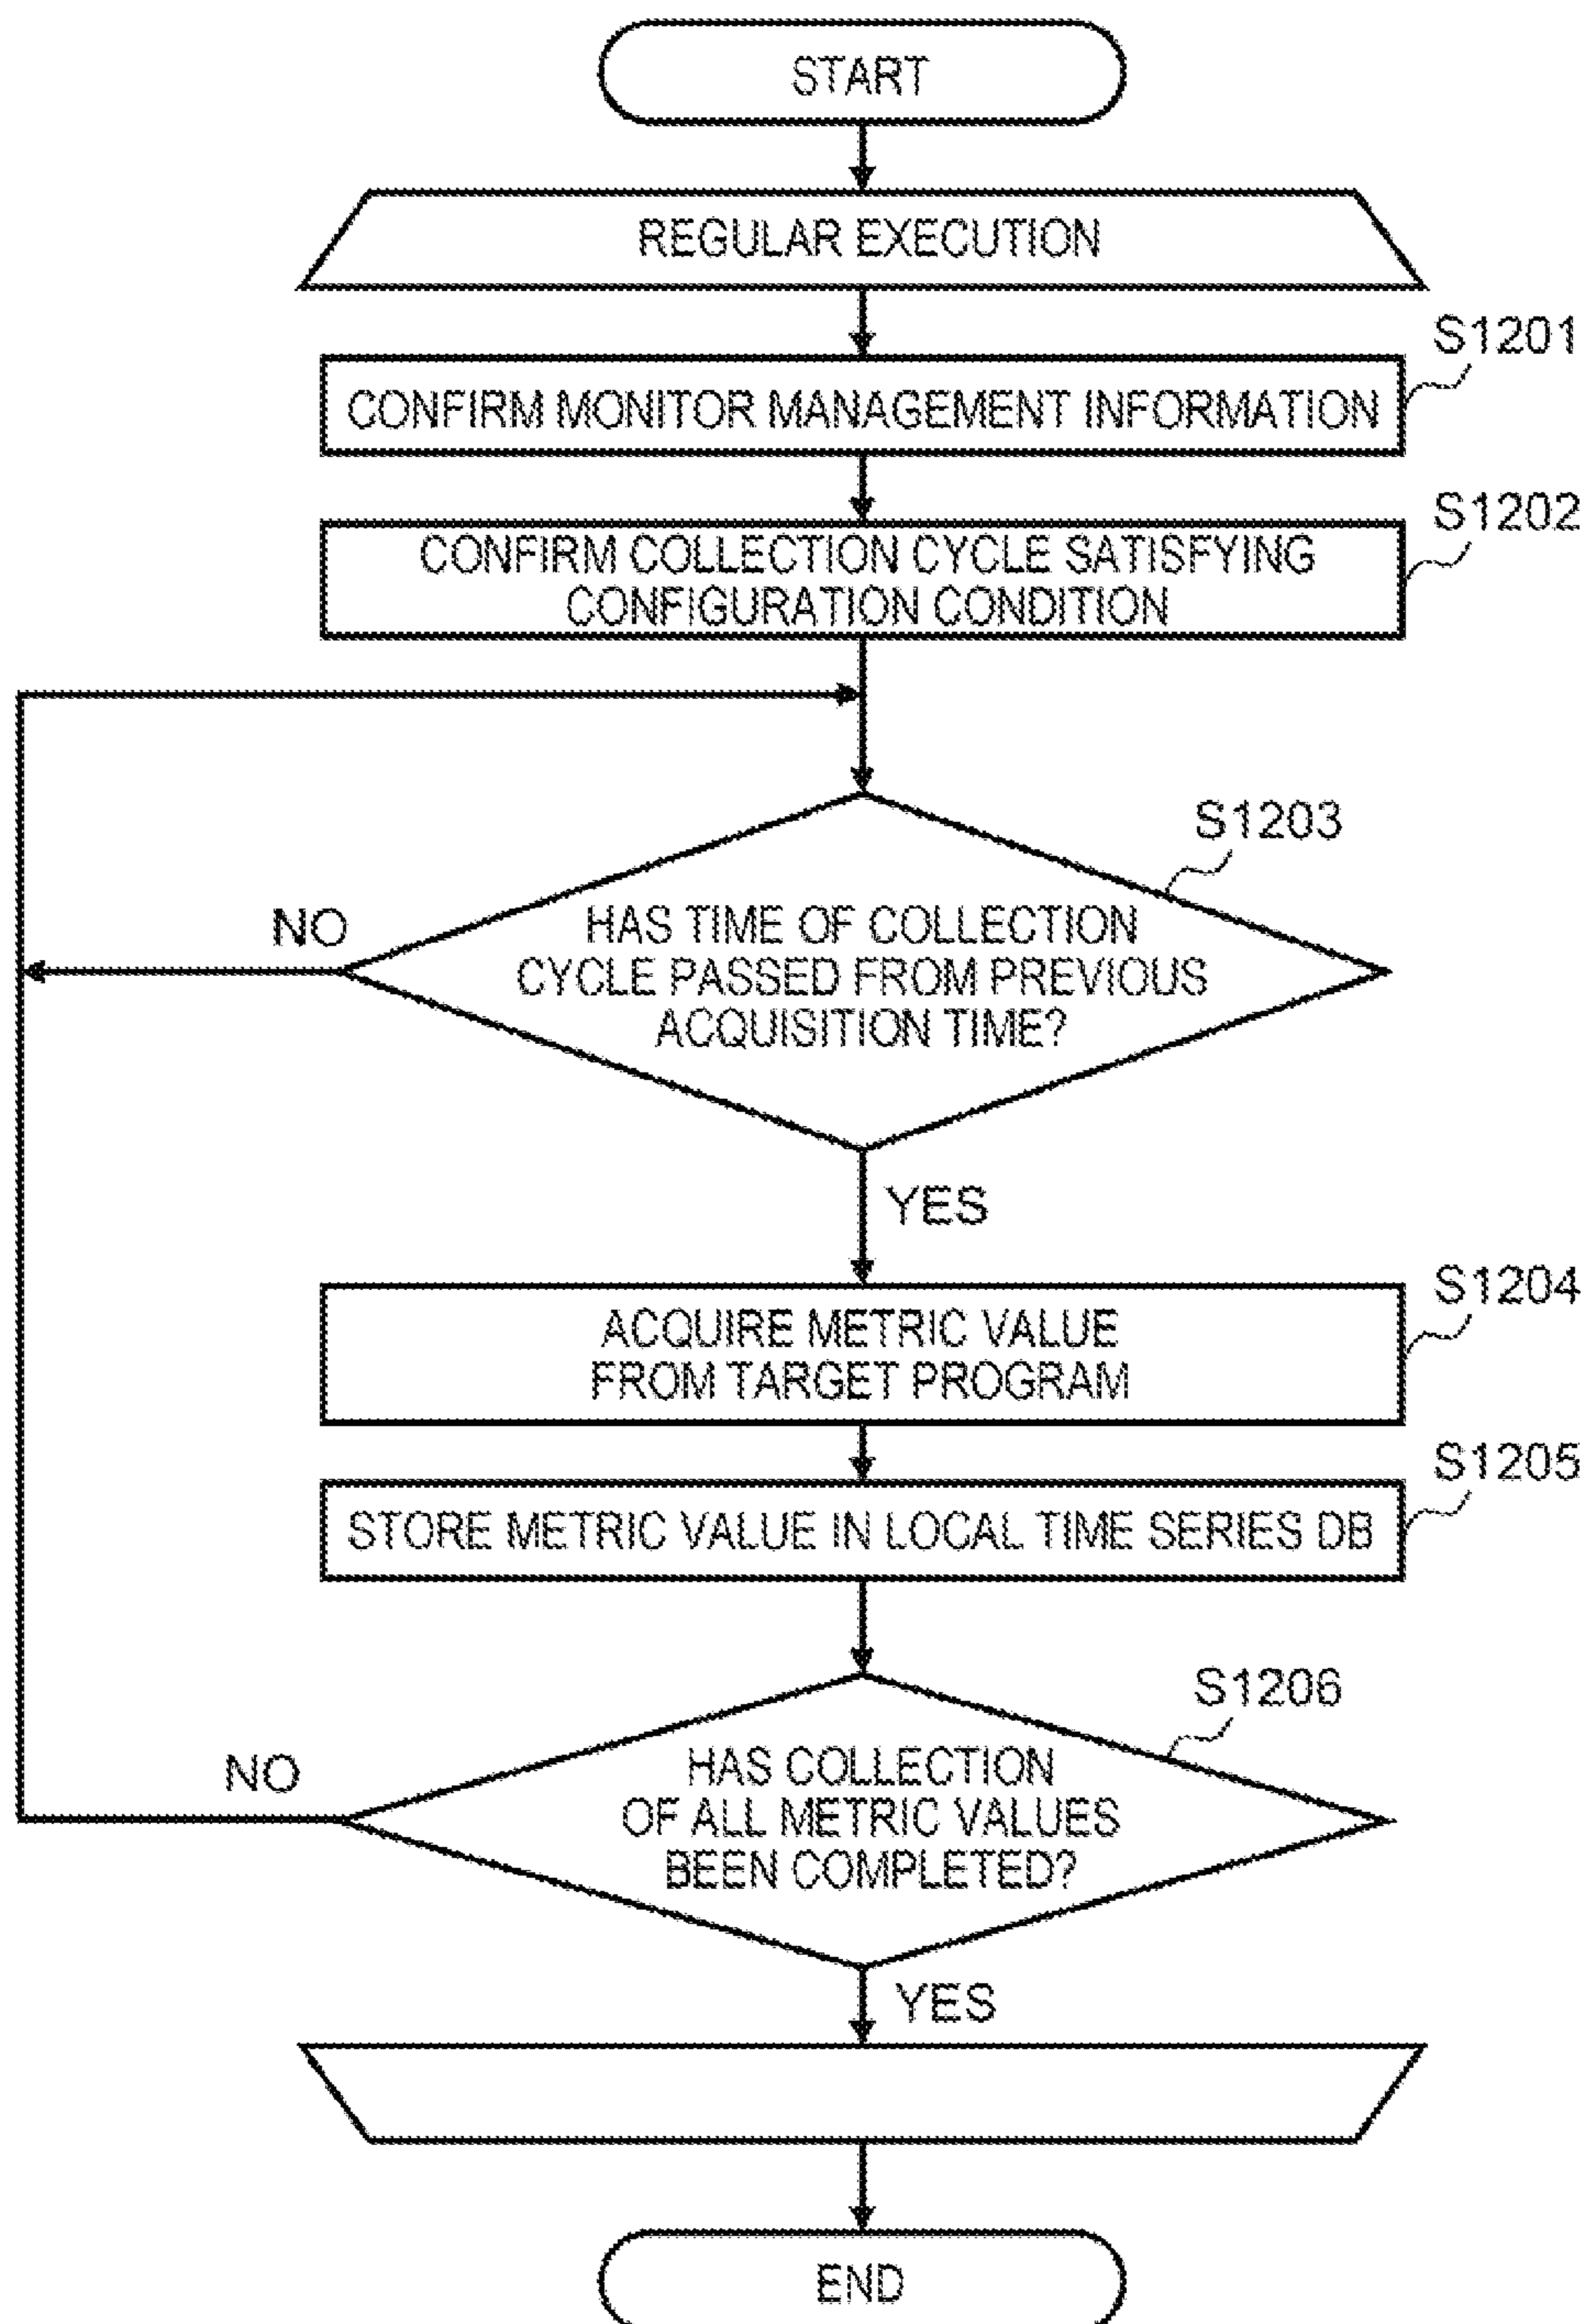 START
REGULAR EXECUTION
S1201
CONFIRM MONITOR MANAGEMENT INFORMATION
S1202
CONFIRM COLLECTION CYCLE SATISFYING
CONFIGURATION CONDITION
S1203
NO
HAS TIME OF COLLECTION
CYCLE PASSED FROM PREVIOUS
ACQUISITION TIME?
YES
S1204
ACQUIRE METRIC VALUE
FROM TARGET PROGRAM
S1205
STORE METRIC VALUE IN LOCAL TIME SERIES DB
S1206
NO
HAS COLLECTION
OF ALL METRIC VALUES
BEEN COMPLETED?
YES
END